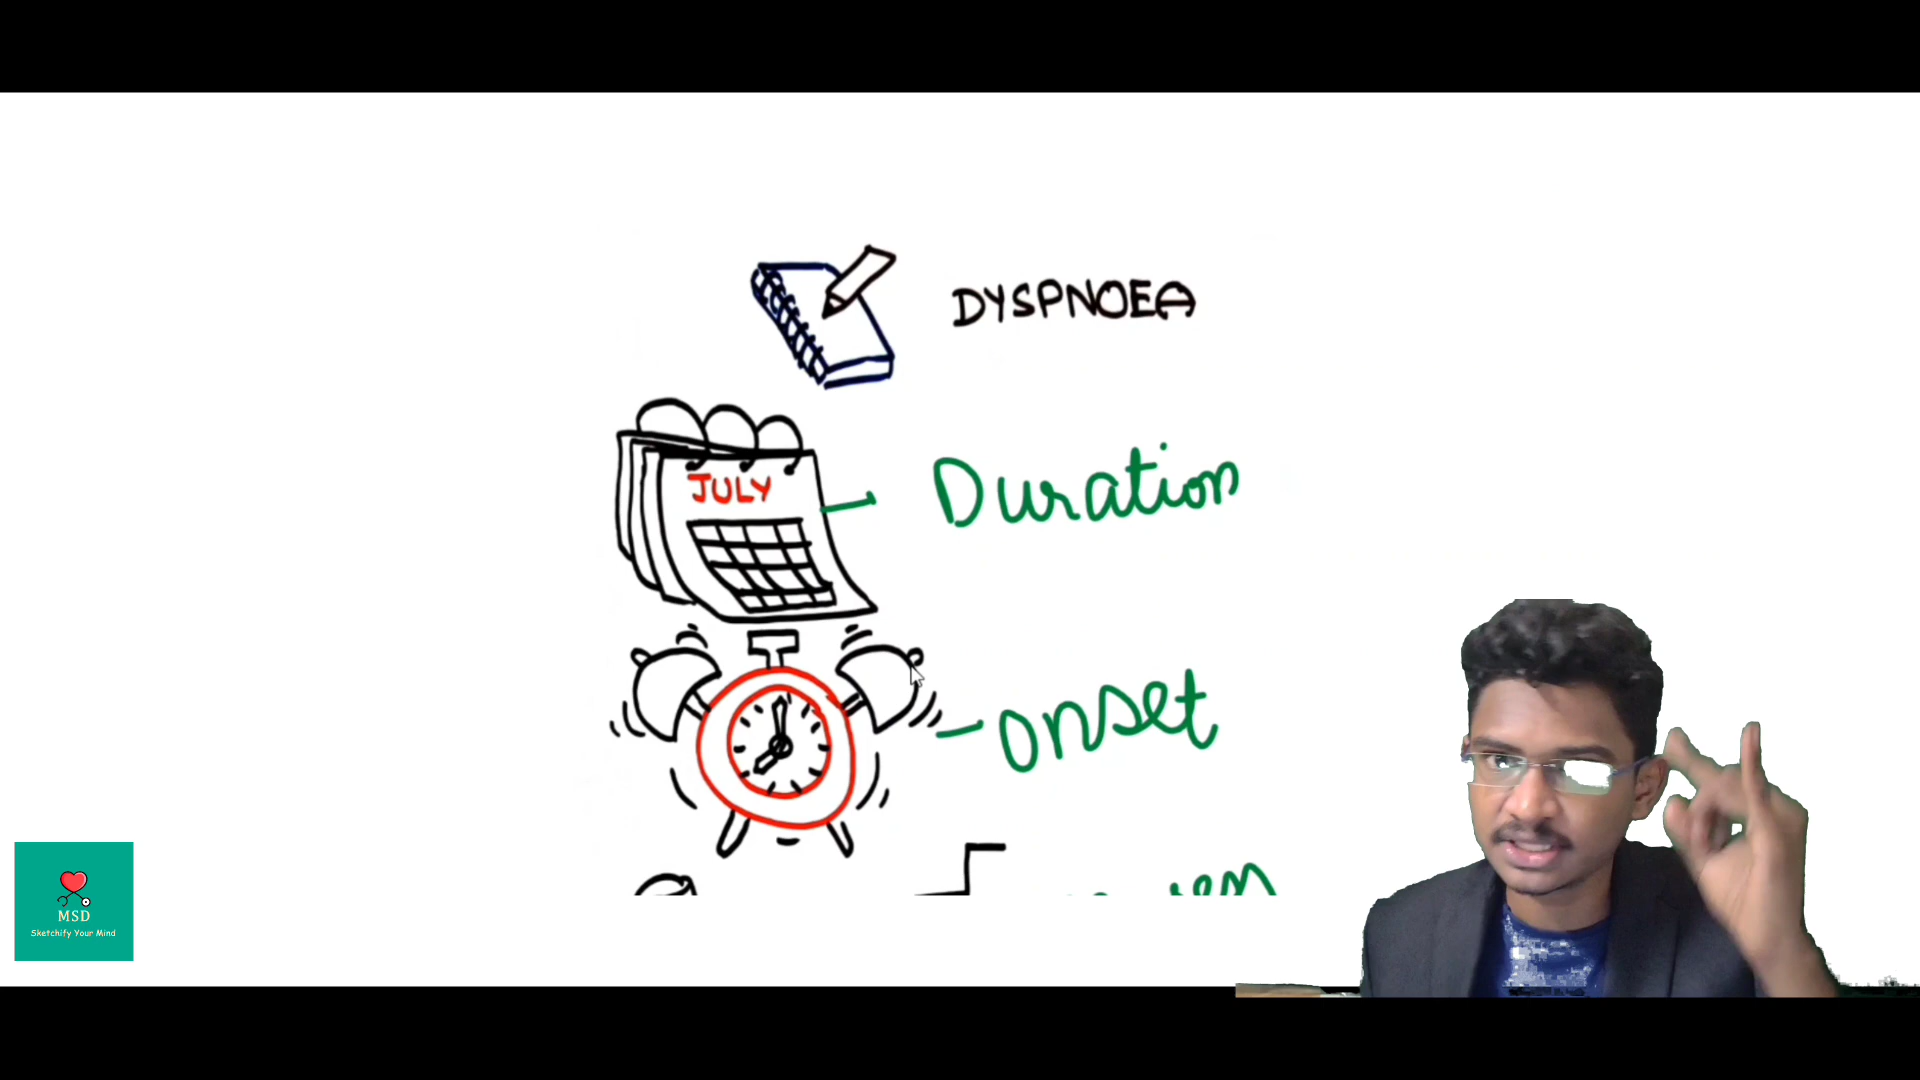 DYSPNOEA
JULY
Duration
onset
MSD
Sketchify Your Mind